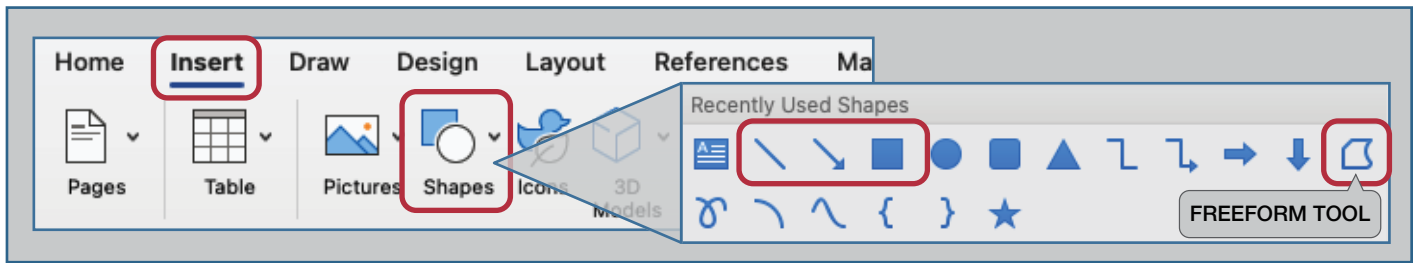 Home Insert Draw Design Layout References Ma
Pages Table Pictures Shapes Icons 3D
Models
Recently Used Shapes
A
{ }
FREEFORM TOOL